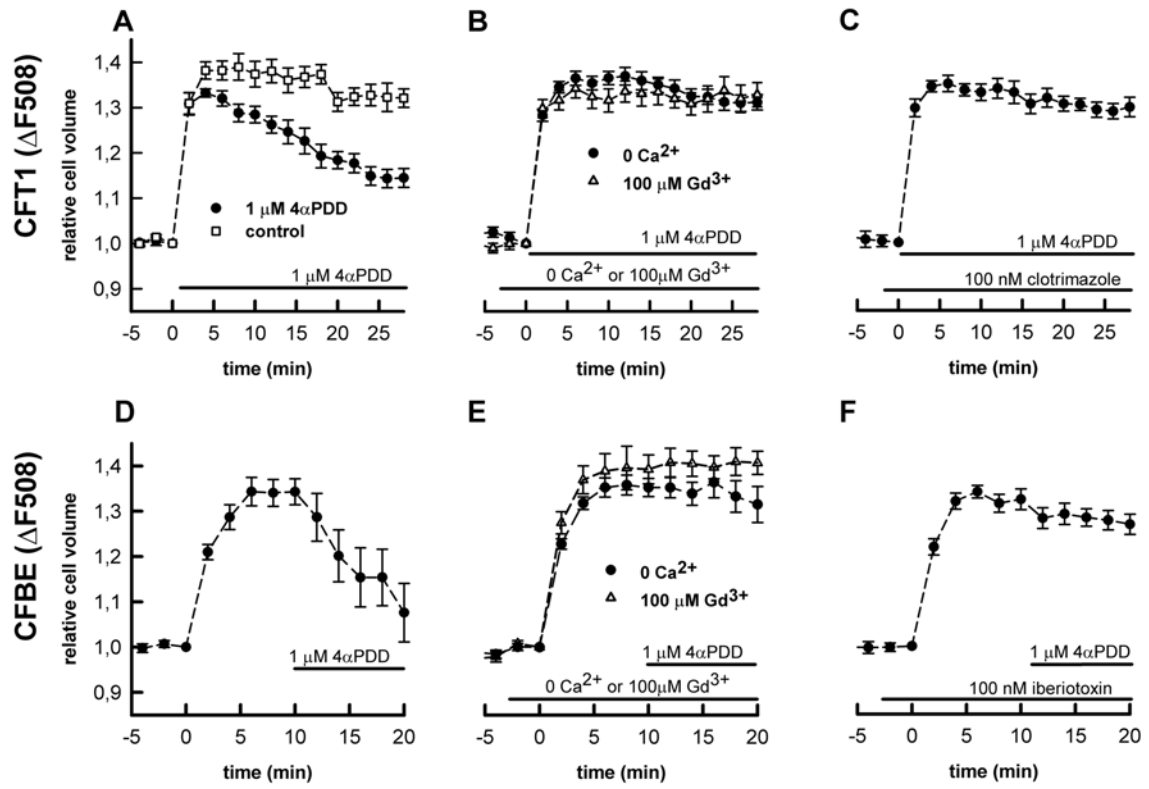 A
B
C
CFT1 (ΔF508)
relative cell volume
1,4
1,3
1,2
1,1
1,0
0,9
1 μM 4αPDD
control
1 μM 4αPDD
-5 0 5 10 15 20 25
time (min)
0 Ca²⁺
100 μM Gd³⁺
1 μM 4αPDD
0 Ca²⁺ or 100μM Gd³⁺
-5 0 5 10 15 20 25
time (min)
1 μM 4αPDD
100 nM clotrimazole
-5 0 5 10 15 20 25
time (min)
D
E
F
CFBE (ΔF508)
relative cell volume
1,4
1,3
1,2
1,1
1,0
0,9
1 μM 4αPDD
-5 0 5 10 15 20
time (min)
0 Ca²⁺
100 μM Gd³⁺
1 μM 4αPDD
0 Ca²⁺ or 100μM Gd³⁺
-5 0 5 10 15 20
time (min)
1 μM 4αPDD
100 nM iberiotoxin
-5 0 5 10 15 20
time (min)